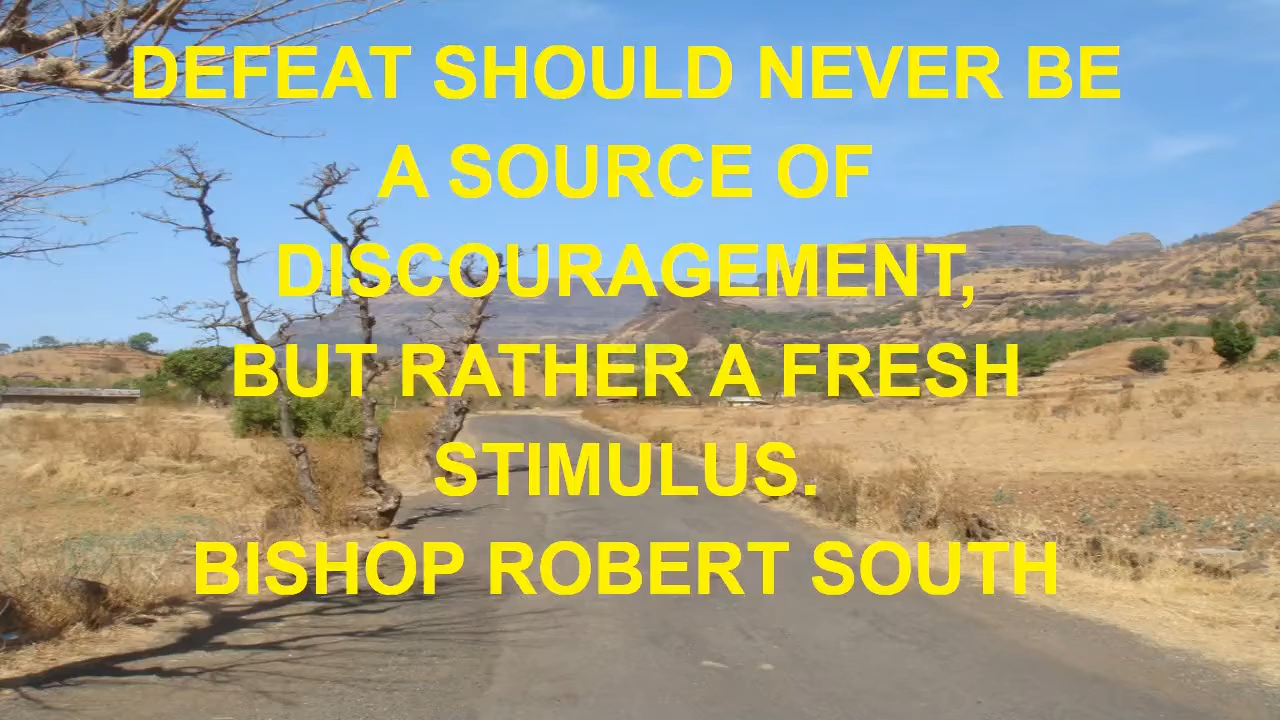 DEFEAT SHOULD NEVER BE
A SOURCE OF
DISCOURAGEMENT,
BUT RATHER A FRESH
STIMULUS.
BISHOP ROBERT SOUTH